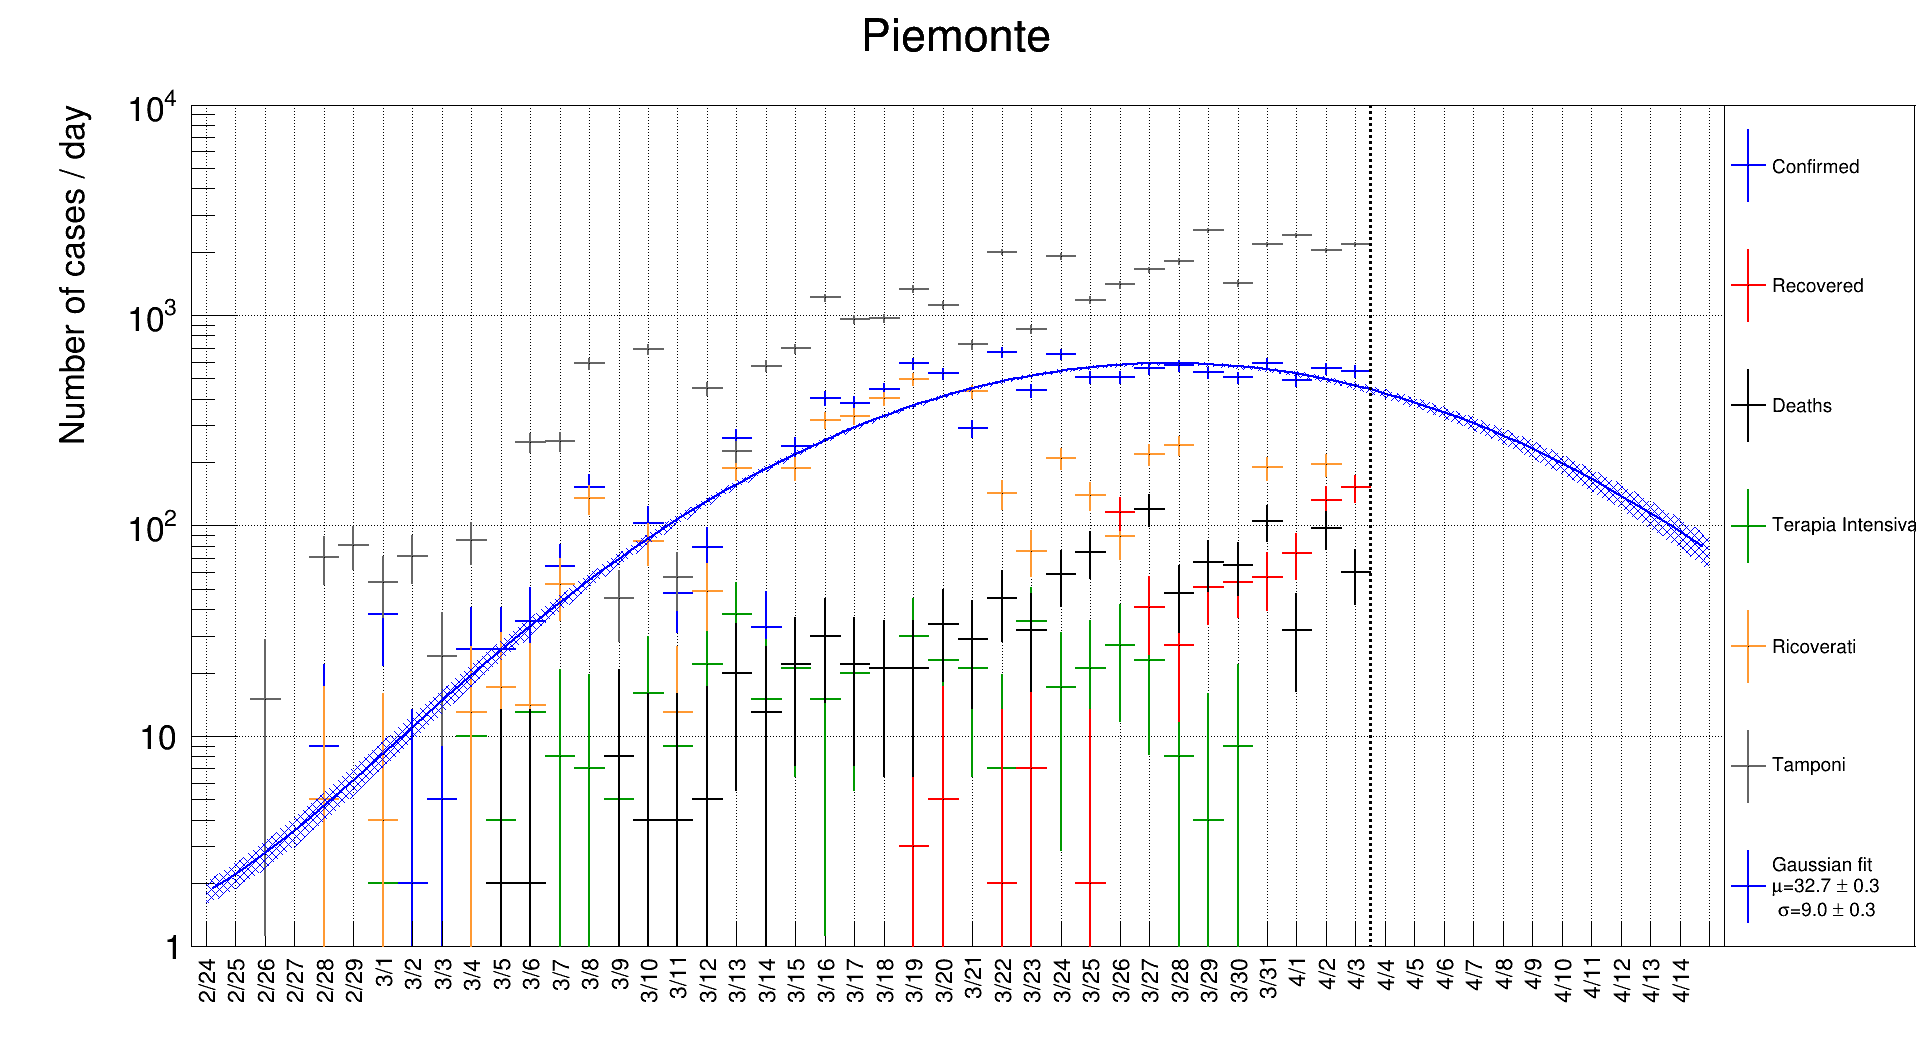 Piemonte
Number of cases / day
10⁴
10³
10²
10
1
2/24 2/25 2/26 2/27 2/28 2/29 3/1 3/2 3/3 3/4 3/5 3/6 3/7 3/8 3/9 3/10 3/11 3/12 3/13 3/14 3/15 3/16 3/17 3/18 3/19 3/20 3/21 3/22 3/23 3/24 3/25 3/26 3/27 3/28 3/29 3/30 3/31 4/1 4/2 4/3 4/4 4/5 4/6 4/7 4/8 4/9 4/10 4/11 4/12 4/13 4/14
Confirmed
Recovered
Deaths
Terapia Intensiva
Ricoverati
Tamponi
Gaussian fit
μ=32.7 ± 0.3
σ=9.0 ± 0.3